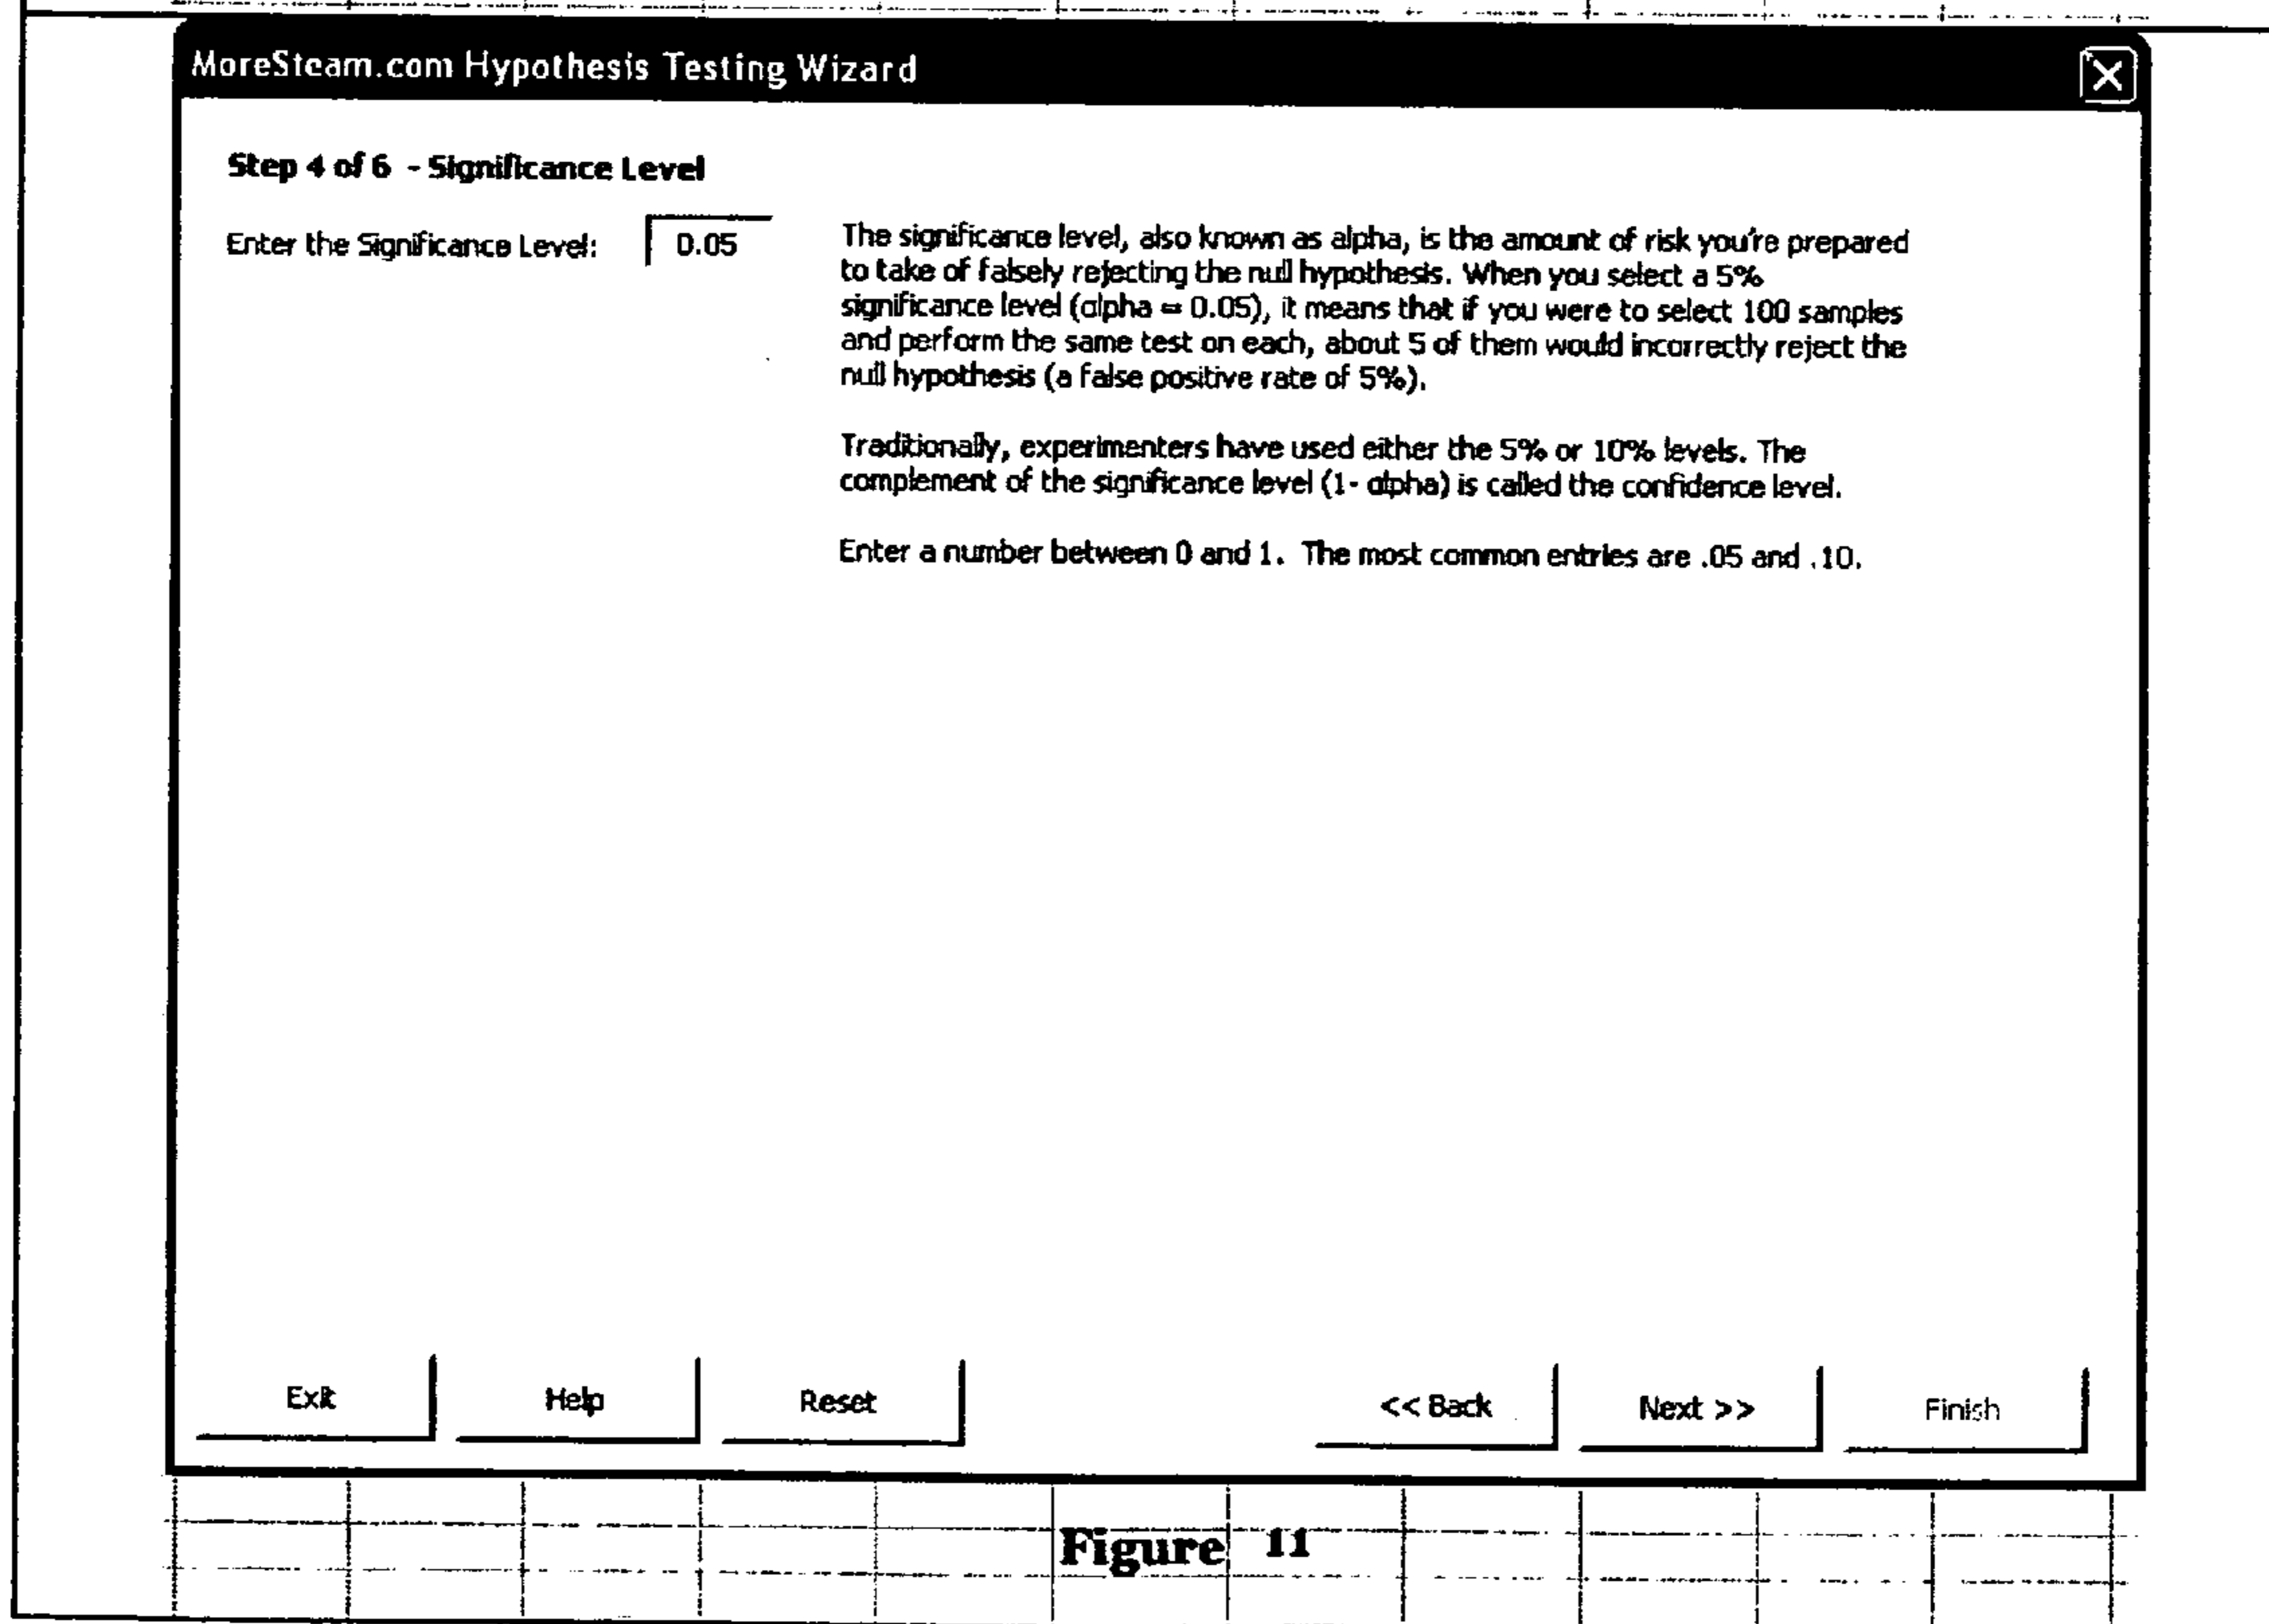 MoreSteam.com Hypothesis Testing Wizard
Step 4 of 6 - Significance Level
Enter the Significance Level: 0.05
The significance level, also known as alpha, is the amount of risk you're prepared
to take of falsely rejecting the null hypothesis. When you select a 5%
significance level (alpha = 0.05), it means that if you were to select 100 samples
and perform the same test on each, about 5 of them would incorrectly reject the
null hypothesis (a false positive rate of 5%).
Traditionally, experimenters have used either the 5% or 10% levels. The
complement of the significance level (1- alpha) is called the confidence level.
Enter a number between 0 and 1. The most common entries are .05 and .10.
Exit Help Reset << Back Next >> Finish
Figure 11